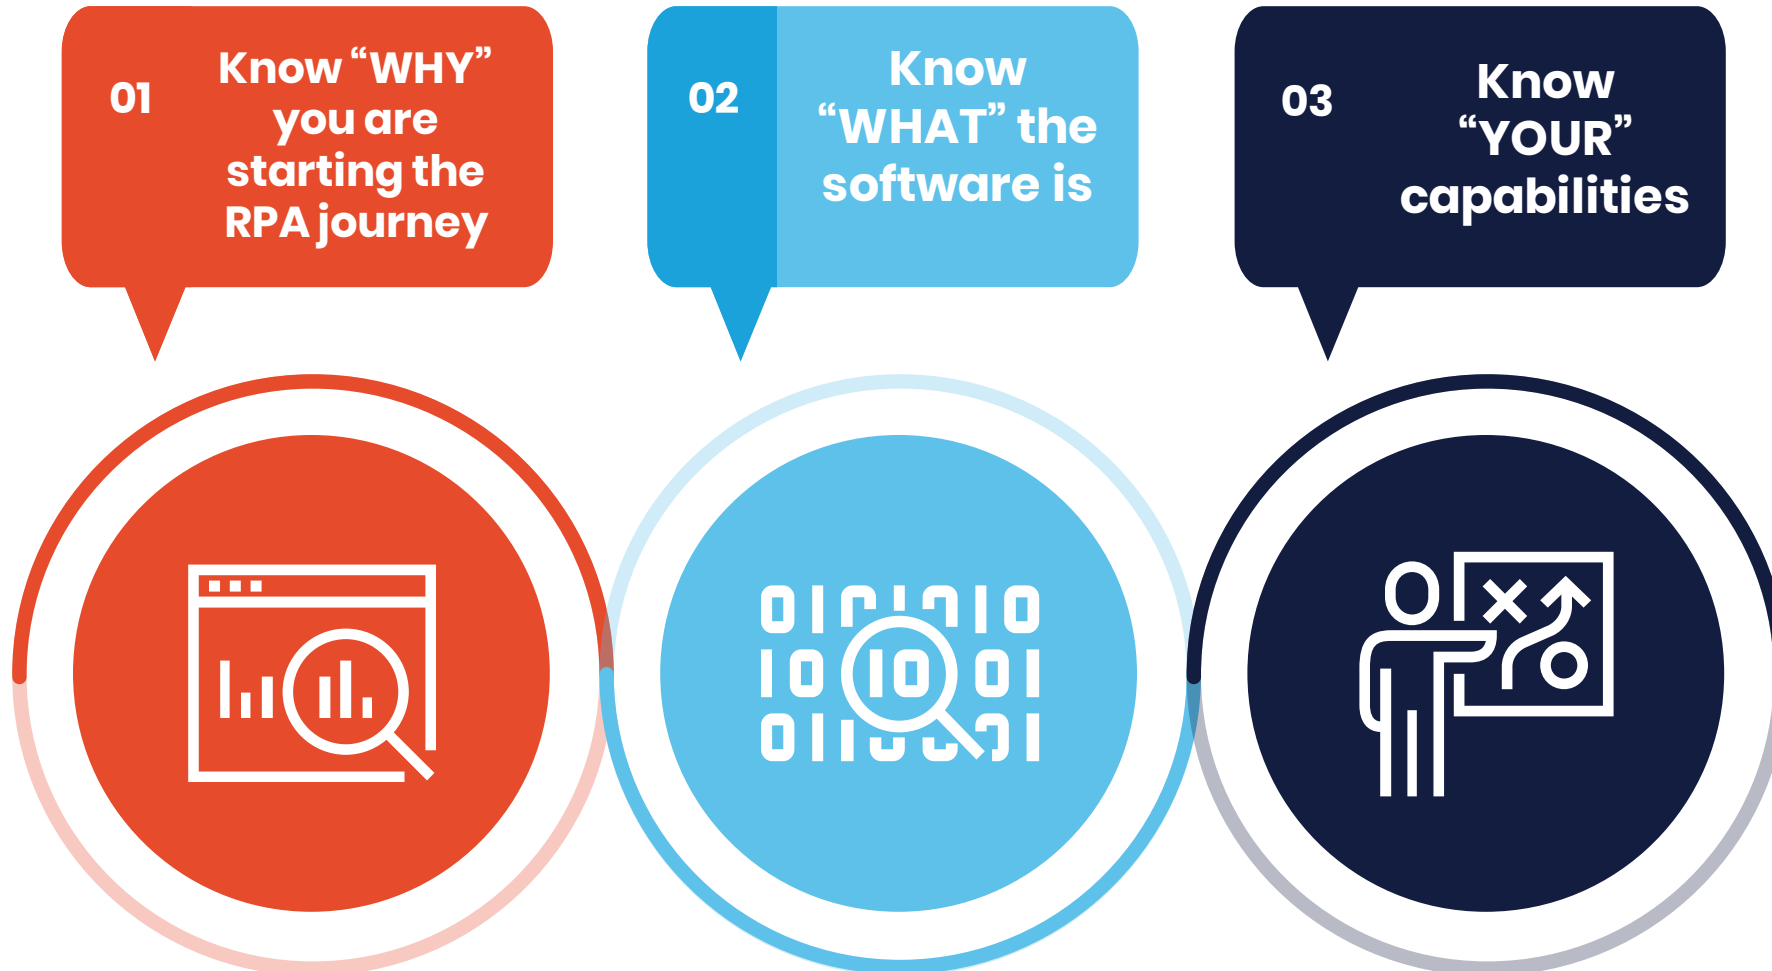 01
Know “WHY”
you are
starting the
RPA journey
02
Know
“WHAT” the
software is
03
Know
“YOUR”
capabilities